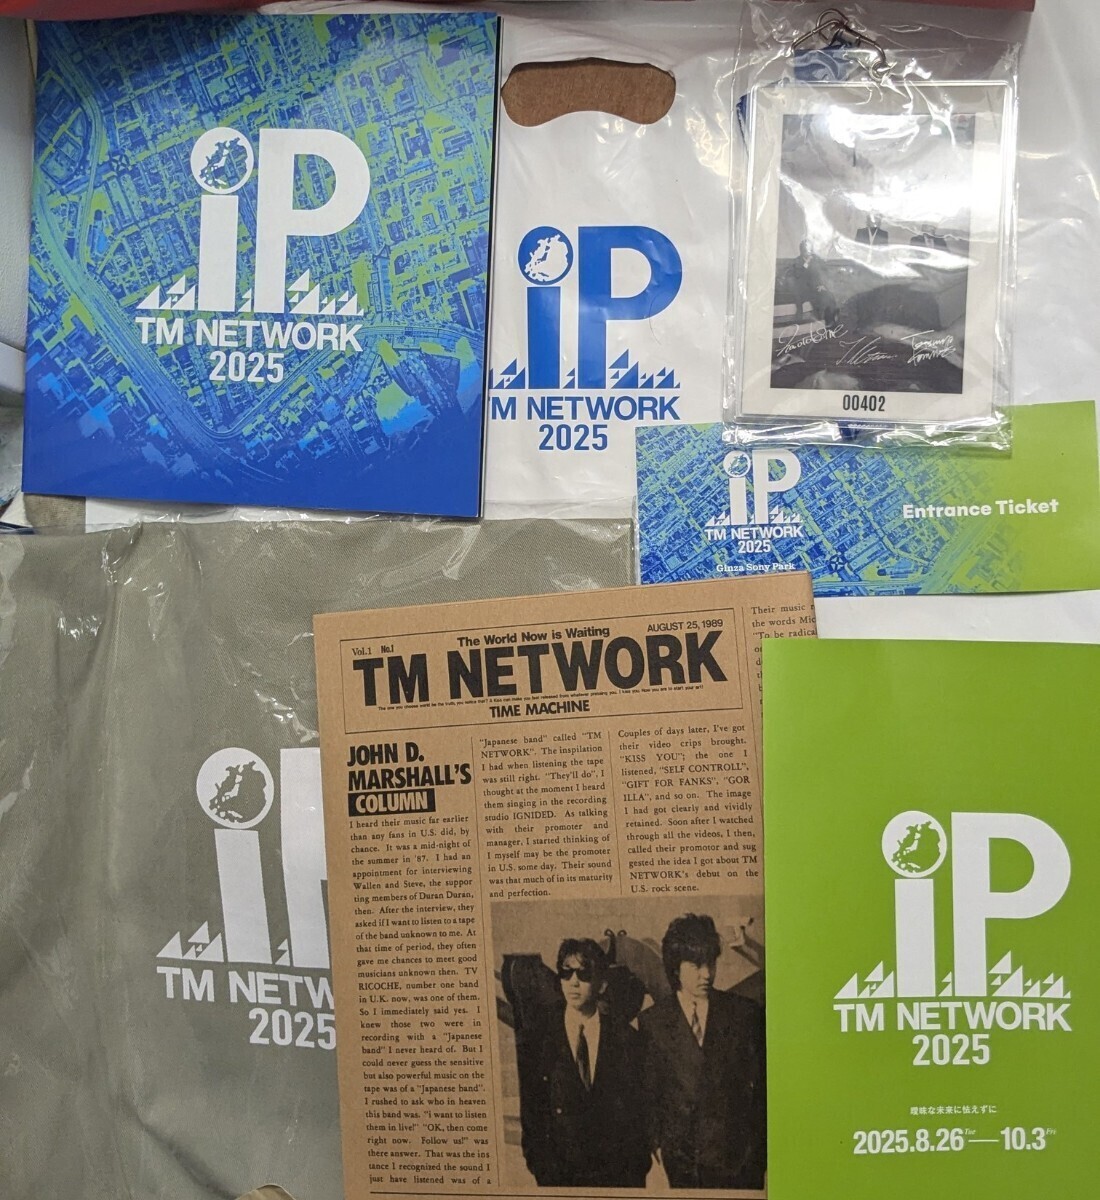 iP
TM NETWORK
2025
iP
TM NETWORK
2025
00402
iP
TM NETWORK
2025
Ginza Sony Park
Entrance Ticket
iP
TM NETW
2025
The World Now is Waiting
AUGUST 25, 1989
Vol.1 No.1
TM NETWORK
TIME MACHINE
JOHN D.
MARSHALL'S
COLUMN
I heard their music far earlier
than any fans in U.S. did, by
chance. It was a mid-night of
the summer in '87. I had an
appointment for interviewing
Wallen and Steve, the suppor
ting members of Duran Duran,
then. After the interview, they
asked if I want to listen to a tape
of the band unknown to me. At
that time of period, they often
gave me chances to meet good
musicians unknown then. TV
RICOCHE, number one band
in U.K. now, was one of them.
So I immediately said yes. I
knew those two were in
recording with a "Japanese
band" I never heard of. But I
could never guess the sensitive
but also powerful music on the
tape was of a "Japanese band".
I rushed to ask who in heaven
this band was. "i want to listen
them in live!" "OK, then come
right now. Follow us!" was
there answer. That was the ins
tance I recognized the sound I
just have listened was of a
"Japanese band" called "TM
NETWORK". The inspilation
I had when listening the tape
was still right. "They'll do", I
thought at the moment I heard
them singing in the recording
studio IGNIDED. As talking
with their promoter and
manager, I started thinking of
I myself may be the promoter
in U.S. some day. Their sound
was that much of in its maturity
and perfection.
Couples of days later, I've got
their video crips brought.
"KISS YOU"; the one I
listened, "SELF CONTROLL",
"GIFT FOR FANKS", "GOR
ILLA", and so on. The image
I had got clearly and vividly
retained. Soon after I watched
through all the videos, I then,
called their promotor and sug
gested the idea I got about TM
NETWORK's debut on the
U.S. rock scene.
Their music
the words Mic
"To be radica
iP
TM NETWORK
2025
曖昧な未来に怯えずに
2025.8.26 Tue — 10.3 Fri